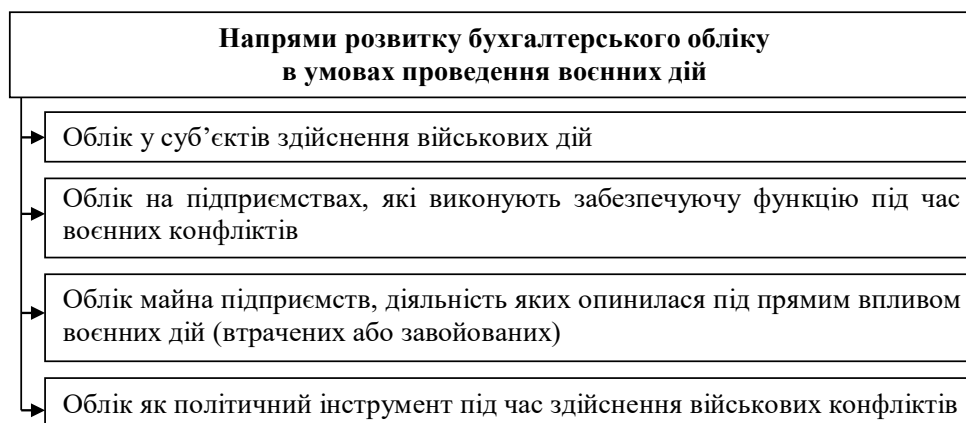 Напрями розвитку бухгалтерського обліку
в умовах проведення воєнних дій
Облік у суб’єктів здійснення військових дій
Облік на підприємствах, які виконують забезпечуючу функцію під час
воєнних конфліктів
Облік майна підприємств, діяльність яких опинилася під прямим впливом
воєнних дій (втрачених або завойованих)
Облік як політичний інструмент під час здійснення військових конфліктів